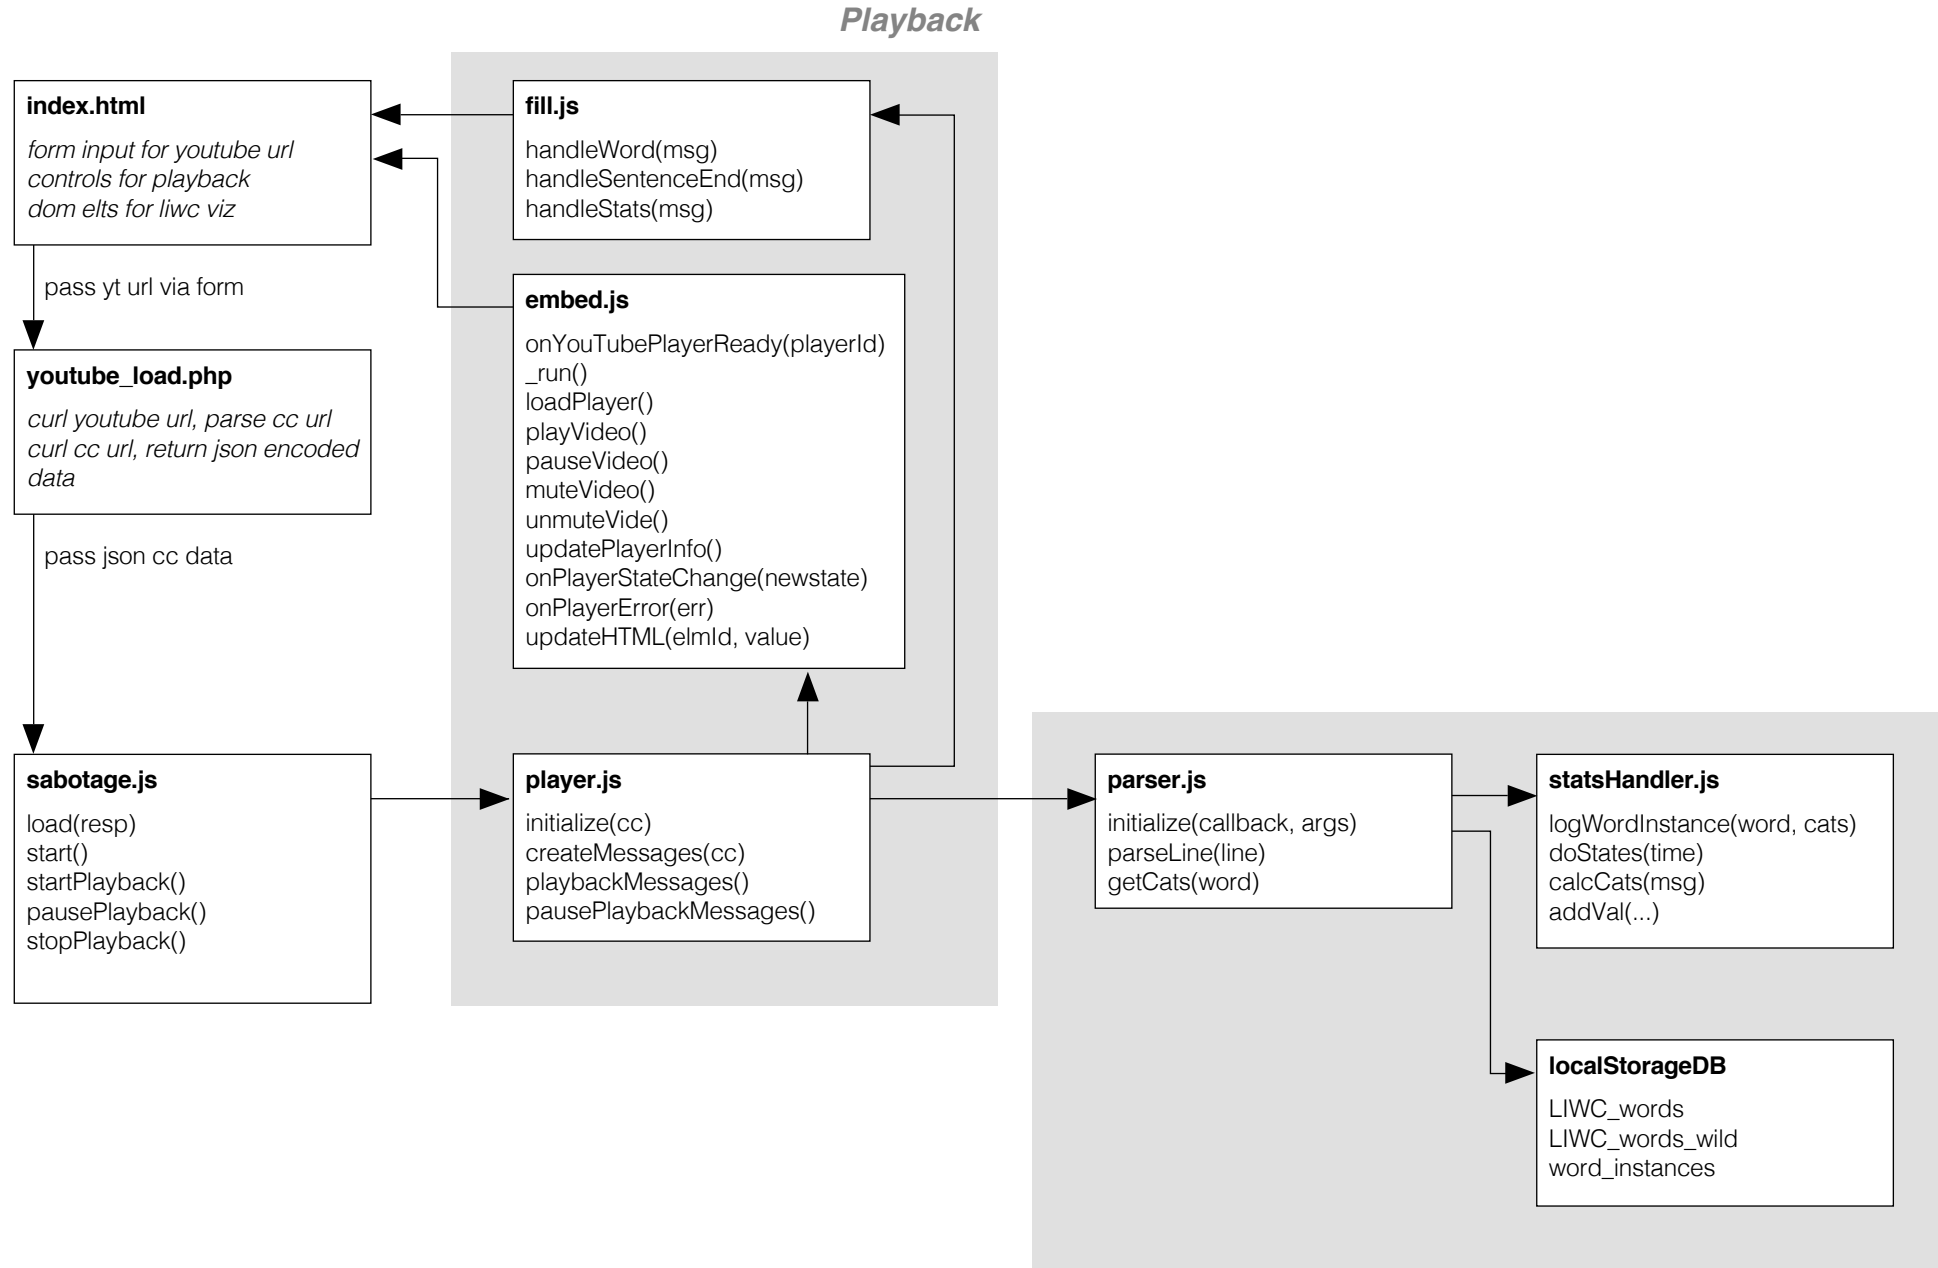 Playback
index.html
form input for youtube url
controls for playback
dom elts for liwc viz
pass yt url via form
youtube_load.php
curl youtube url, parse cc url
curl cc url, return json encoded
data
pass json cc data
sabotage.js
load(resp)
start()
startPlayback()
pausePlayback()
stopPlayback()
fill.js
handleWord(msg)
handleSentenceEnd(msg)
handleStats(msg)
embed.js
onYouTubePlayerReady(playerId)
_run()
loadPlayer()
playVideo()
pauseVideo()
muteVideo()
unmuteVide()
updatePlayerInfo()
onPlayerStateChange(newstate)
onPlayerError(err)
updateHTML(elmId, value)
player.js
initialize(cc)
createMessages(cc)
playbackMessages()
pausePlaybackMessages()
parser.js
initialize(callback, args)
parseLine(line)
getCats(word)
statsHandler.js
logWordInstance(word, cats)
doStates(time)
calcCats(msg)
addVal(...)
localStorageDB
LIWC_words
LIWC_words_wild
word_instances